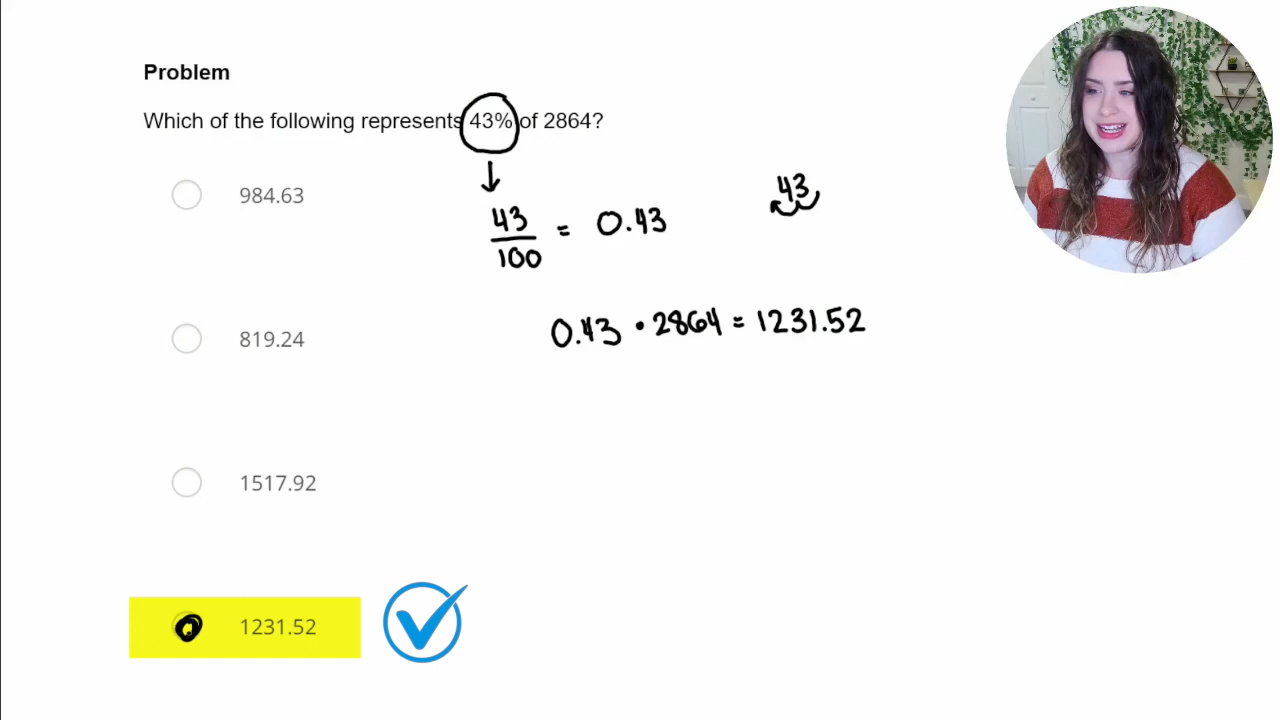 Problem
Which of the following represents 43% of 2864?
984.63
43/100 = 0.43
43
0.43 · 2864 = 1231.52
819.24
1517.92
1231.52